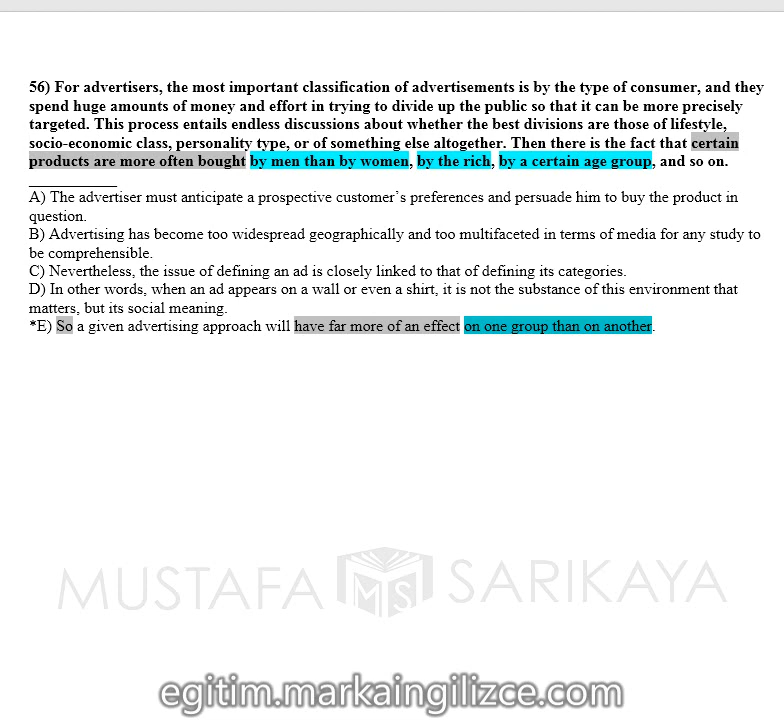 56) For advertisers, the most important classification of advertisements is by the type of consumer, and they
spend huge amounts of money and effort in trying to divide up the public so that it can be more precisely
targeted. This process entails endless discussions about whether the best divisions are those of lifestyle,
socio-economic class, personality type, or of something else altogether. Then there is the fact that certain
products are more often bought by men than by women, by the rich, by a certain age group, and so on.
____________
A) The advertiser must anticipate a prospective customer’s preferences and persuade him to buy the product in
question.
B) Advertising has become too widespread geographically and too multifaceted in terms of media for any study to
be comprehensible.
C) Nevertheless, the issue of defining an ad is closely linked to that of defining its categories.
D) In other words, when an ad appears on a wall or even a shirt, it is not the substance of this environment that
matters, but its social meaning.
*E) So a given advertising approach will have far more of an effect on one group than on another.
MUSTAFA MS SARIKAYA
egitim.markaingilizce.com